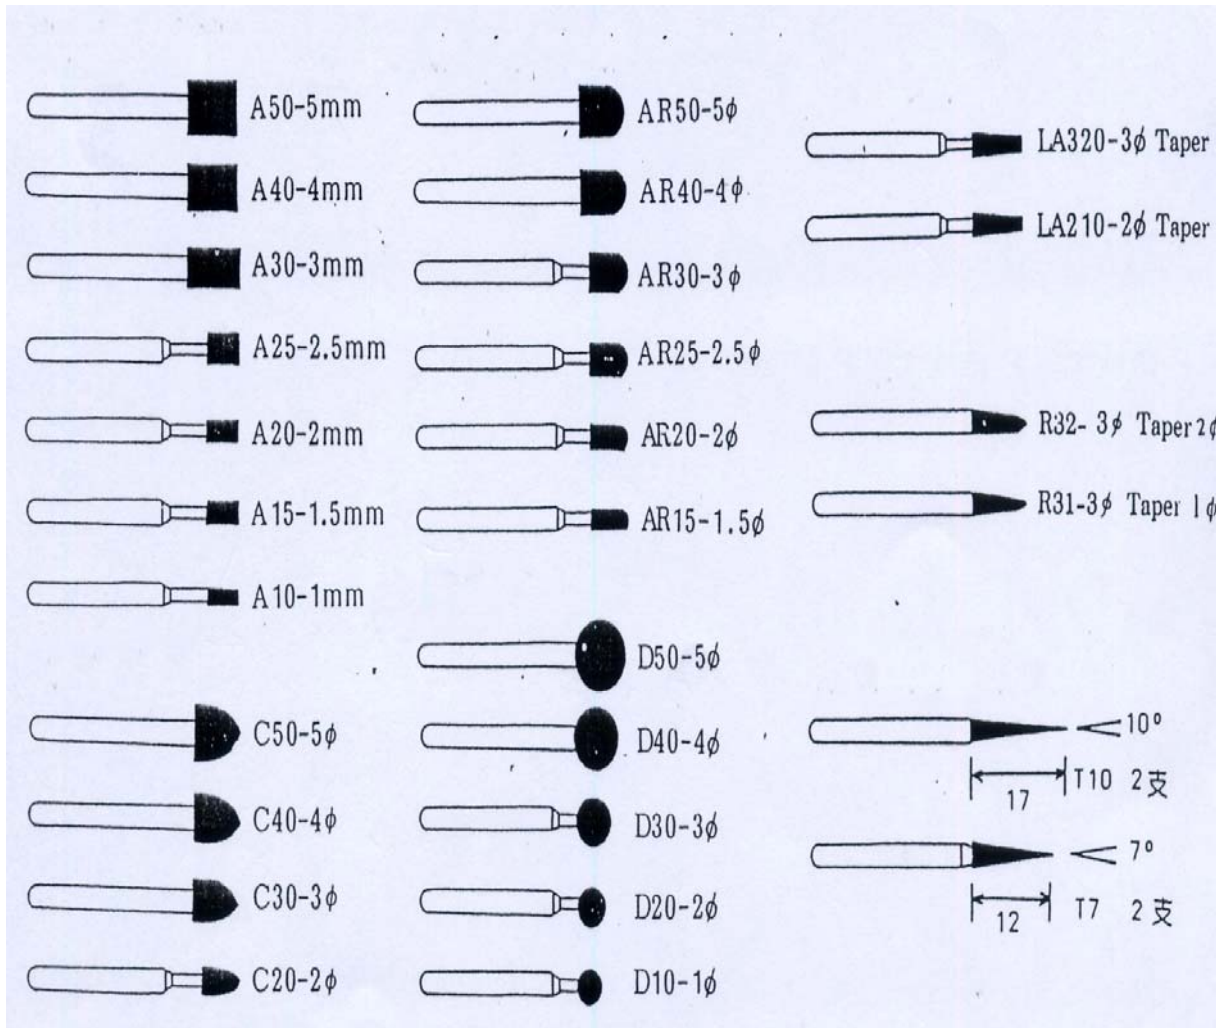 A50-5mm
A40-4mm
A30-3mm
A25-2.5mm
A20-2mm
A15-1.5mm
A10-1mm
C50-5φ
C40-4φ
C30-3φ
C20-2φ
AR50-5φ
AR40-4φ
AR30-3φ
AR25-2.5φ
AR20-2φ
AR15-1.5φ
D50-5φ
D40-4φ
D30-3φ
D20-2φ
D10-1φ
LA320-3φ Taper
LA210-2φ Taper
R32- 3φ Taper 2φ
R31-3φ Taper 1φ
10°
17 T10 2支
7°
12 T7 2支